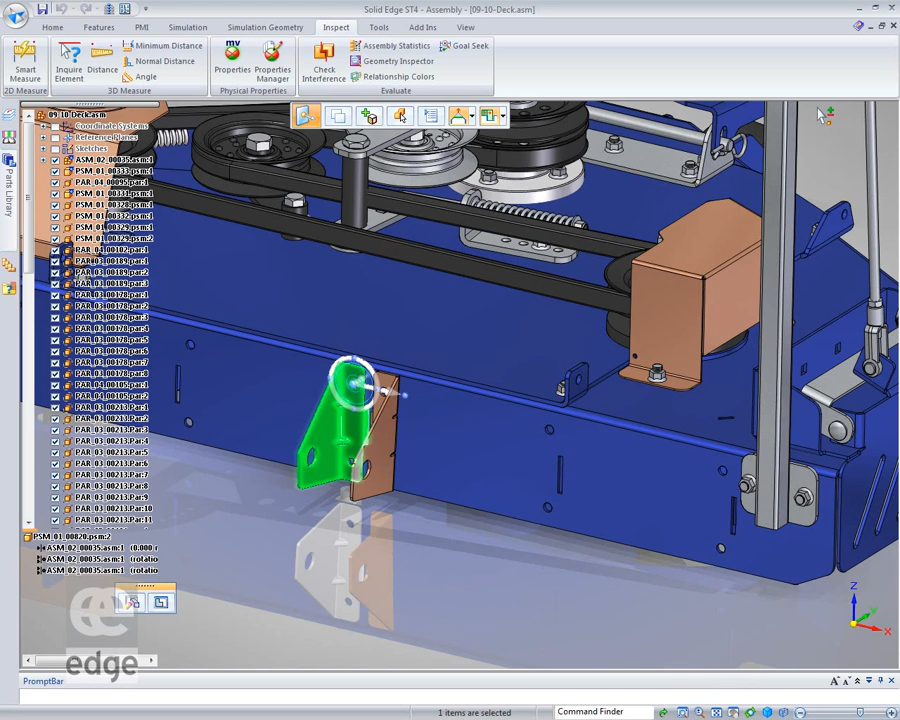 Solid Edge ST4 - Assembly - [09-10-Deck.asm]
Home Features PMI Simulation Simulation Geometry Inspect Tools Add Ins View
Smart Measure
Inquire Element
Distance
Minimum Distance
Normal Distance
Angle
Properties
Properties Manager
Check Interference
Assembly Statistics
Geometry Inspector
Relationship Colors
Goal Seek
2D Measure 3D Measure Physical Properties Evaluate
Parts Library
09-10-Deck.asm
Coordinate Systems
Reference Planes
Sketches
ASM_02_00035.asm:1
PSM_01_00333.psm:1
PAR_04_00095.par:1
PSM_01_00331.psm:1
PSM_01_00328.psm:1
PSM_01_00332.psm:1
PSM_01_00329.psm:1
PSM_01_00329.psm:2
PAR_04_00102.par:1
PAR_03_00189.par:1
PAR_03_00189.par:2
PAR_03_00189.par:3
PAR_03_00178.par:1
PAR_03_00178.par:2
PAR_03_00178.par:3
PAR_03_00178.par:4
PAR_03_00178.par:5
PAR_03_00178.par:6
PAR_03_00178.par:7
PAR_03_00178.par:8
PAR_04_00105.par:1
PAR_04_00105.par:2
PAR_03_00213.Par:1
PAR_03_00213.Par:2
PAR_03_00213.Par:3
PAR_03_00213.Par:4
PAR_03_00213.Par:5
PAR_03_00213.Par:6
PAR_03_00213.Par:7
PAR_03_00213.Par:8
PAR_03_00213.Par:9
PAR_03_00213.Par:10
PAR_03_00213.Par:11
PSM_01_00820.psm:2
ASM_02_00035.asm:1 (0.000 r
ASM_02_00035.asm:1 (rotatio
ASM_02_00035.asm:1 (rotatio
ee
edge
Z
Y
X
PromptBar
1 items are selected
Command Finder